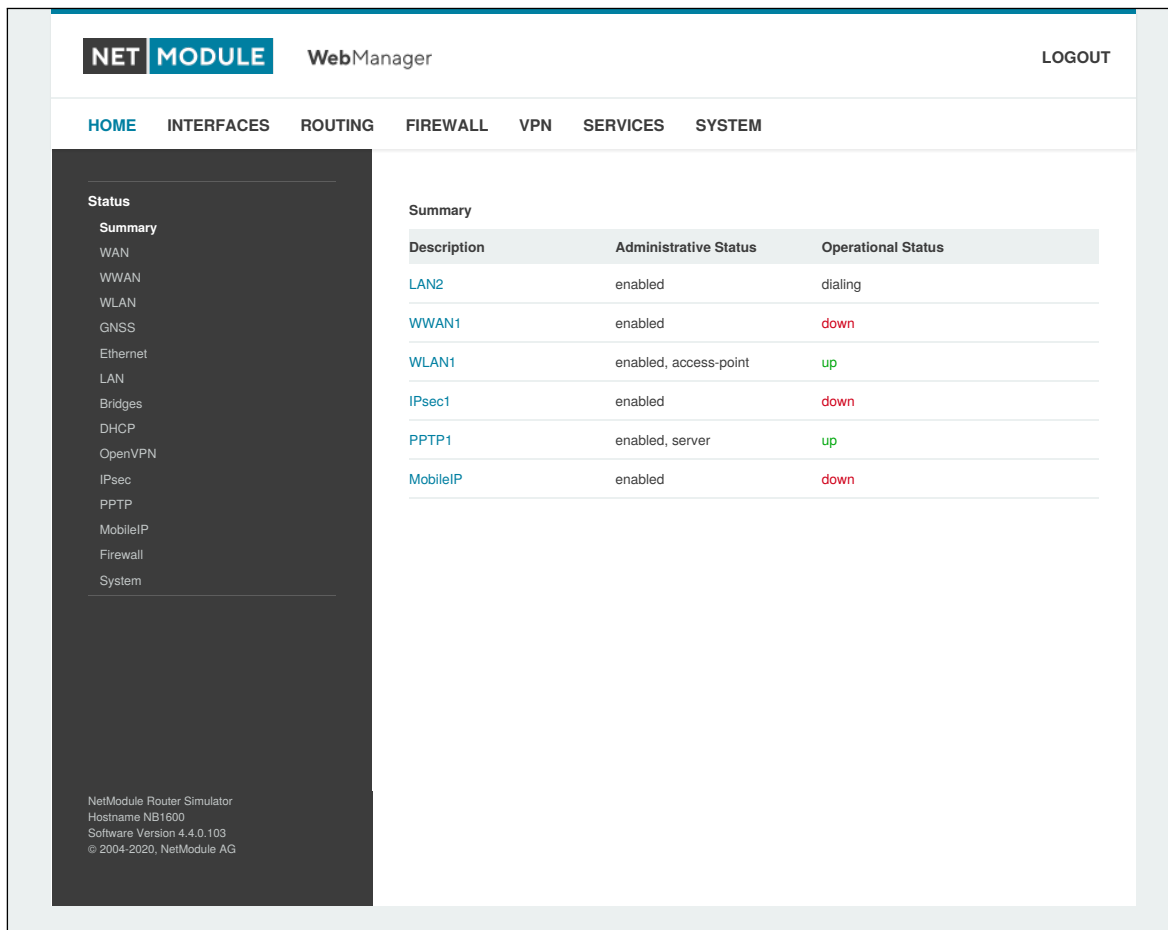 NET MODULE WebManager LOGOUT
HOME INTERFACES ROUTING FIREWALL VPN SERVICES SYSTEM
Status
Summary
WAN
WWAN
WLAN
GNSS
Ethernet
LAN
Bridges
DHCP
OpenVPN
IPsec
PPTP
MobileIP
Firewall
System
NetModule Router Simulator
Hostname NB1600
Software Version 4.4.0.103
© 2004-2020, NetModule AG
Summary
Description Administrative Status Operational Status
LAN2 enabled dialing
WWAN1 enabled down
WLAN1 enabled, access-point up
IPsec1 enabled down
PPTP1 enabled, server up
MobileIP enabled down